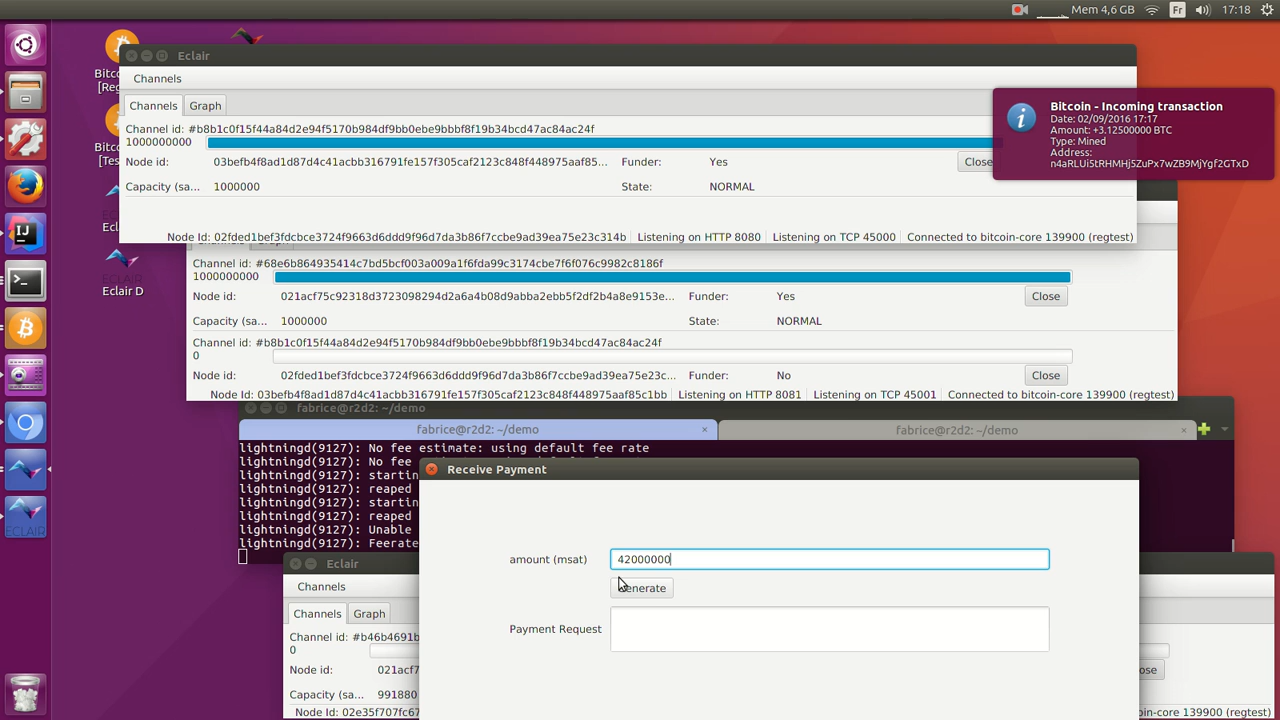 Mem 4,6 GB
Fr
17:18
Bitc
[Reg
Bitc
[Tes
Ecl
Eclair D
ECLAIR
Eclair
Channels
Channels
Graph
Channel id: #b8b1c0f15f44a84d2e94f5170b984df9bb0ebe9bbbf8f19b34bcd47ac84ac24f
1000000000
Node id: 03befb4f8ad1d87d4c41acbb316791fe157f305caf2123c848f448975aaf85... Funder: Yes Close
Capacity (sa... 1000000 State: NORMAL
Node Id: 02fded1bef3fdcbce3724f9663d6ddd9f96d7da3b86f7ccbe9ad39ea75e23c314b Listening on HTTP 8080 Listening on TCP 45000 Connected to bitcoin-core 139900 (regtest)
Bitcoin - Incoming transaction
Date: 02/09/2016 17:17
Amount: +3.12500000 BTC
Type: Mined
Address:
n4aRLUi5tRHMHj5ZuPx7wZB9MjYgf2GTxD
Channel id: #68e6b864935414c7bd5bcf003a009a1f6fda99c3174cbe7f6f076c9982c8186f
1000000000
Node id: 021acf75c92318d3723098294d2a6a4b08d9abba2ebb5f2df2b4a8e9153e... Funder: Yes Close
Capacity (sa... 1000000 State: NORMAL
Channel id: #b8b1c0f15f44a84d2e94f5170b984df9bb0ebe9bbbf8f19b34bcd47ac84ac24f
0
Node id: 02fded1bef3fdcbce3724f9663d6ddd9f96d7da3b86f7ccbe9ad39ea75e23c... Funder: No Close
Node Id: 03befb4f8ad1d87d4c41acbb316791fe157f305caf2123c848f448975aaf85c1bb Listening on HTTP 8081 Listening on TCP 45001 Connected to bitcoin-core 139900 (regtest)
fabrice@r2d2: ~/demo
fabrice@r2d2: ~/demo × fabrice@r2d2: ~/demo ×
lightningd(9127): No fee estimate: using default fee rate
lightningd(9127): No fee
lightningd(9127): startin
lightningd(9127): reaped
lightningd(9127): startin
lightningd(9127): reaped
lightningd(9127): Unable
lightningd(9127): Feerate
Receive Payment
amount (msat) 42000000
Generate
Payment Request
Eclair
Channels
Channels
Graph
Channel id: #b46b4691b
0
Node id: 021acf7
ose
Capacity (sa... 991880
Node Id: 02e35f707fc67
n-core 139900 (regtest)